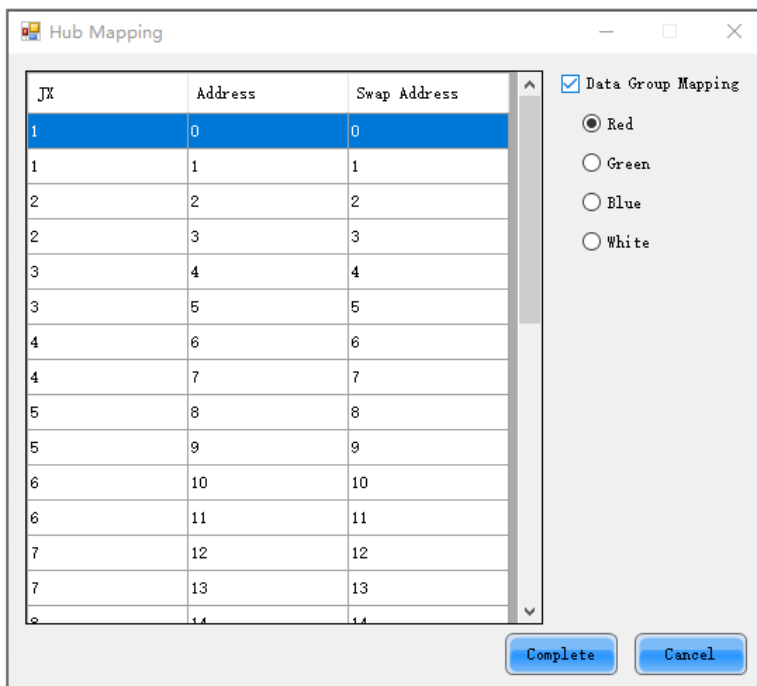 Hub Mapping
JX Address Swap Address
1 0 0
1 1 1
2 2 2
2 3 3
3 4 4
3 5 5
4 6 6
4 7 7
5 8 8
5 9 9
6 10 10
6 11 11
7 12 12
7 13 13
8 14 14
Data Group Mapping
Red
Green
Blue
White
Complete Cancel